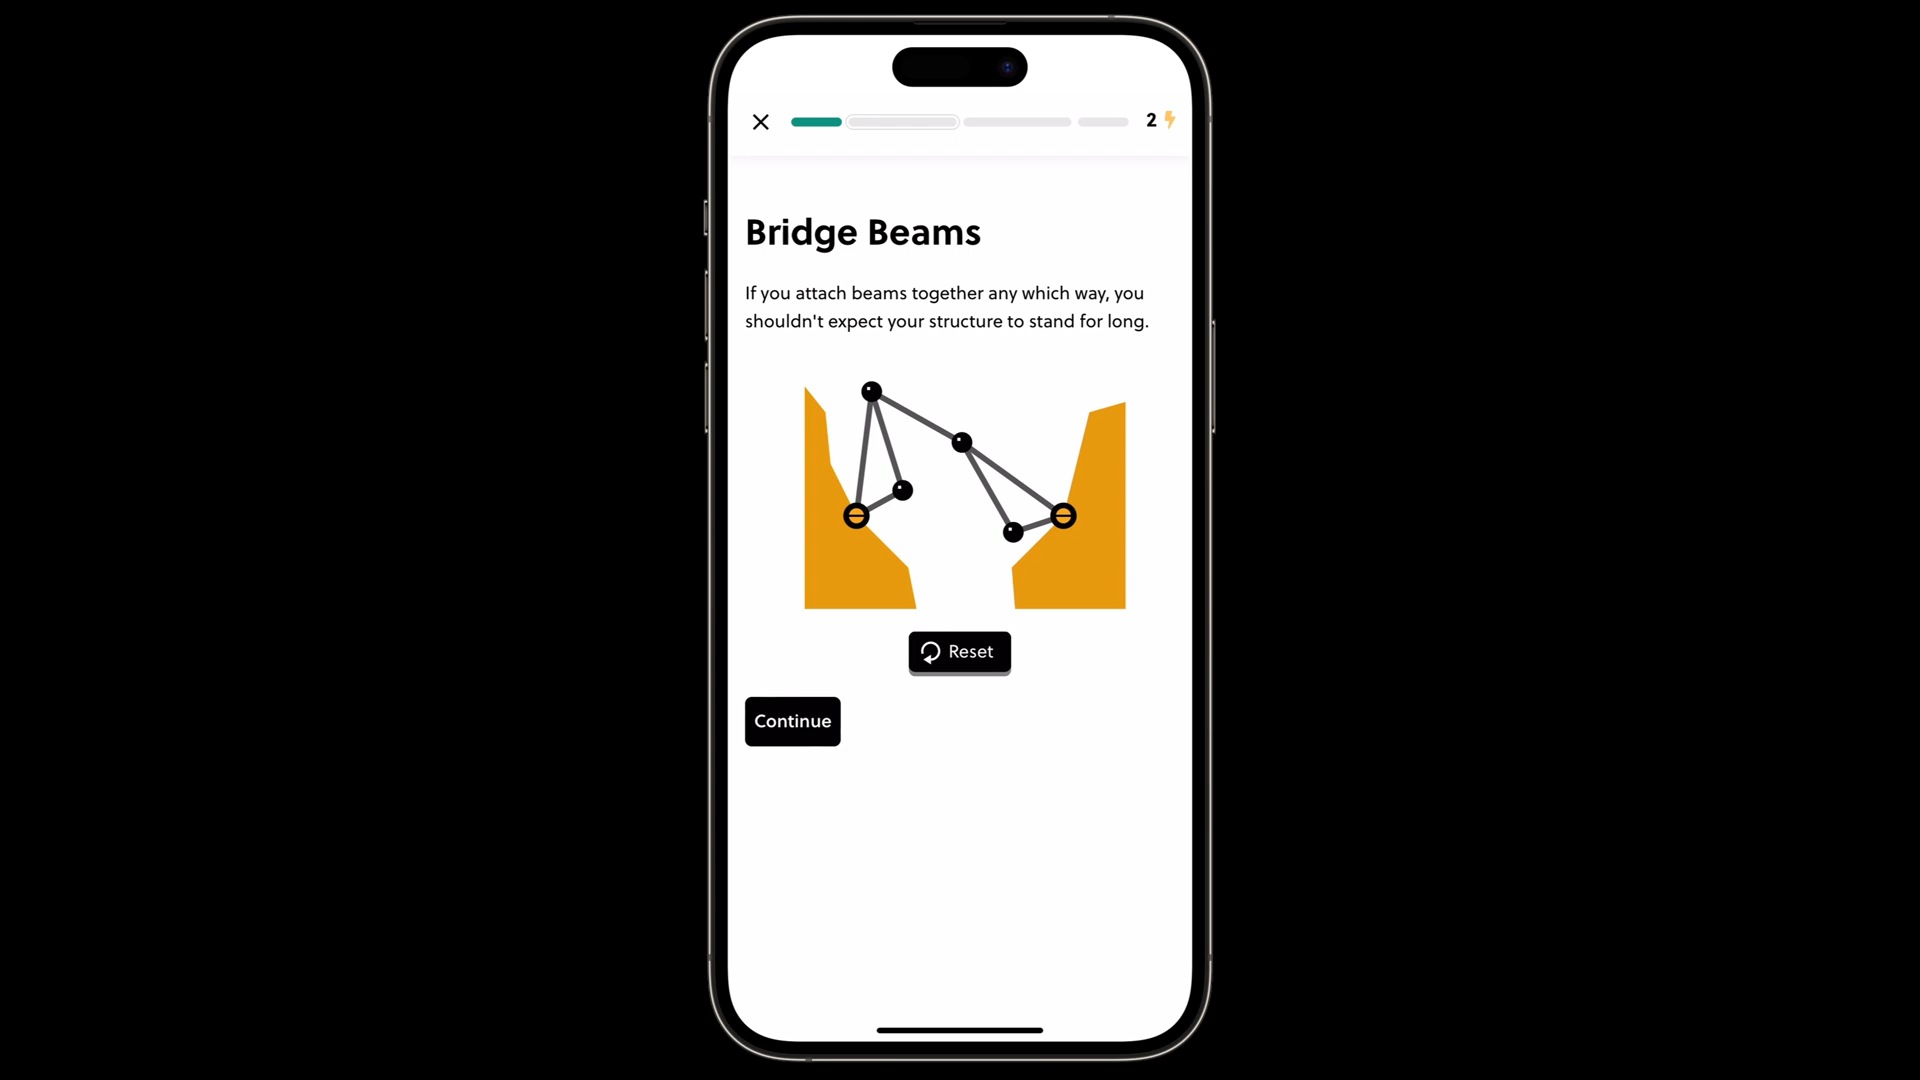 2
Bridge Beams
If you attach beams together any which way, you
shouldn't expect your structure to stand for long.
Reset
Continue